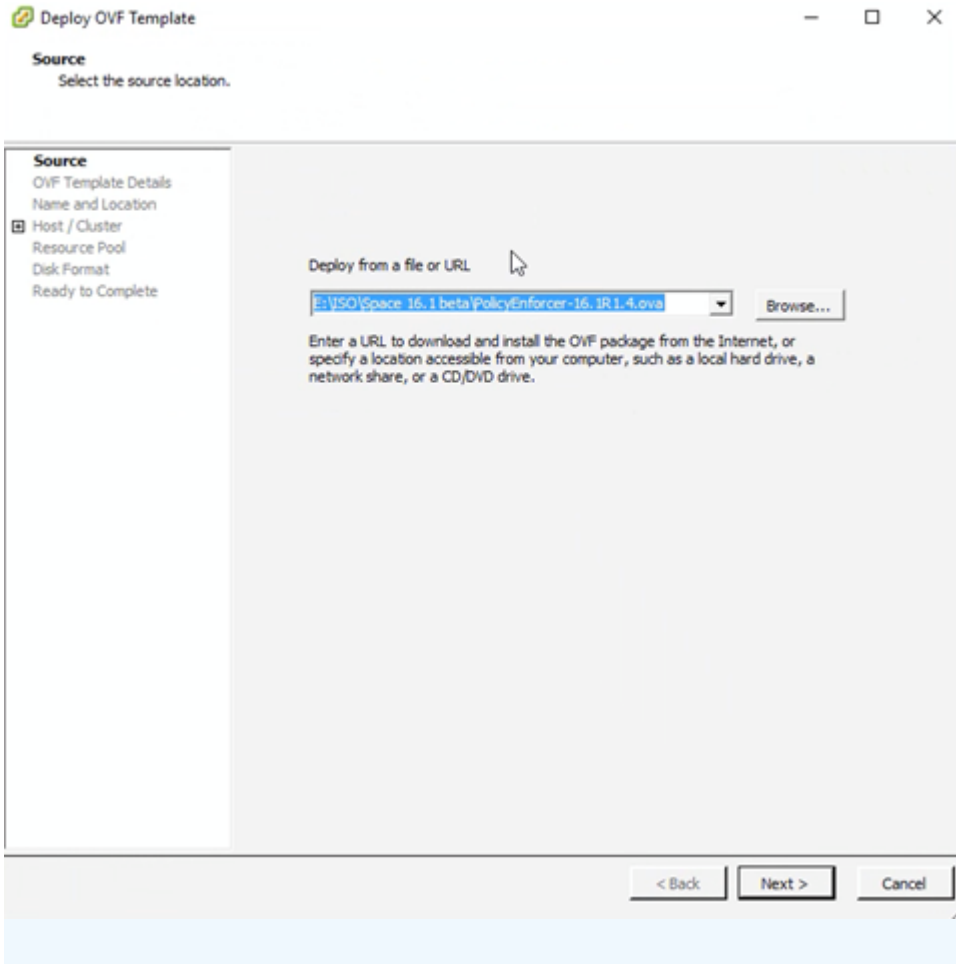 Deploy OVF Template
Source
Select the source location.
Source
OVF Template Details
Name and Location
Host / Cluster
Resource Pool
Disk Format
Ready to Complete
Deploy from a file or URL
E:\ISO\Space 16.1 beta\PolicyEnforcer-16.1R1.4.ova
Browse...
Enter a URL to download and install the OVF package from the Internet, or
specify a location accessible from your computer, such as a local hard drive, a
network share, or a CD/DVD drive.
< Back
Next >
Cancel